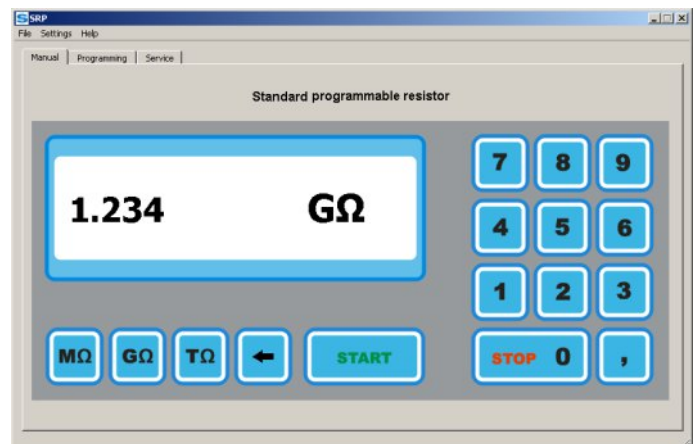 SRP
File Settings Help
Manual Programming Service
Standard programmable resistor
1.234 GΩ
7 8 9
4 5 6
1 2 3
MΩ GΩ TΩ ← START STOP 0 ,